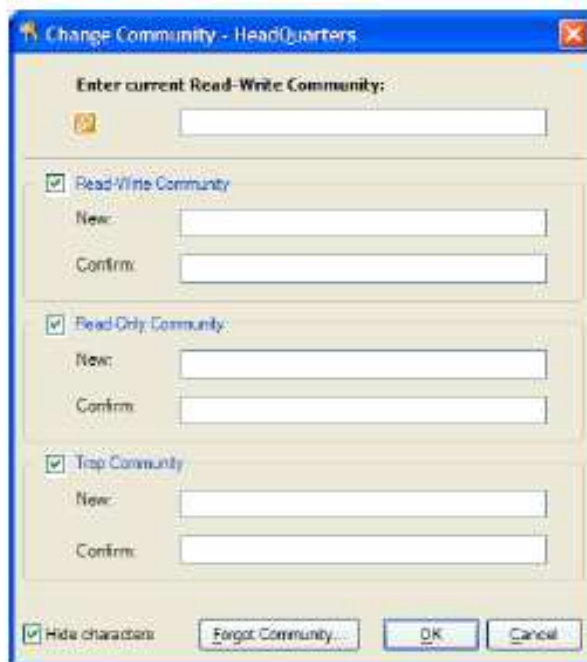 Change Community - HeadQuarters
Enter current Read-Write Community:
Read-Write Community
New:
Confirm:
Read-Only Community
New:
Confirm:
Trap Community
New:
Confirm:
Hide characters Forgot Community... OK Cancel